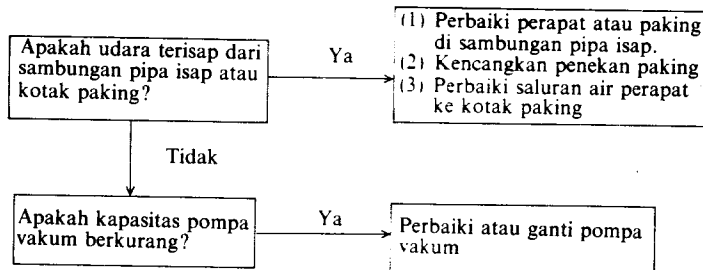 Apakah udara terisap dari
sambungan pipa isap atau
kotak paking?
Ya
(1) Perbaiki perapat atau paking
di sambungan pipa isap.
(2) Kencangkan penekan paking
(3) Perbaiki saluran air perapat
ke kotak paking
Tidak
Apakah kapasitas pompa
vakum berkurang?
Ya
Perbaiki atau ganti pompa
vakum